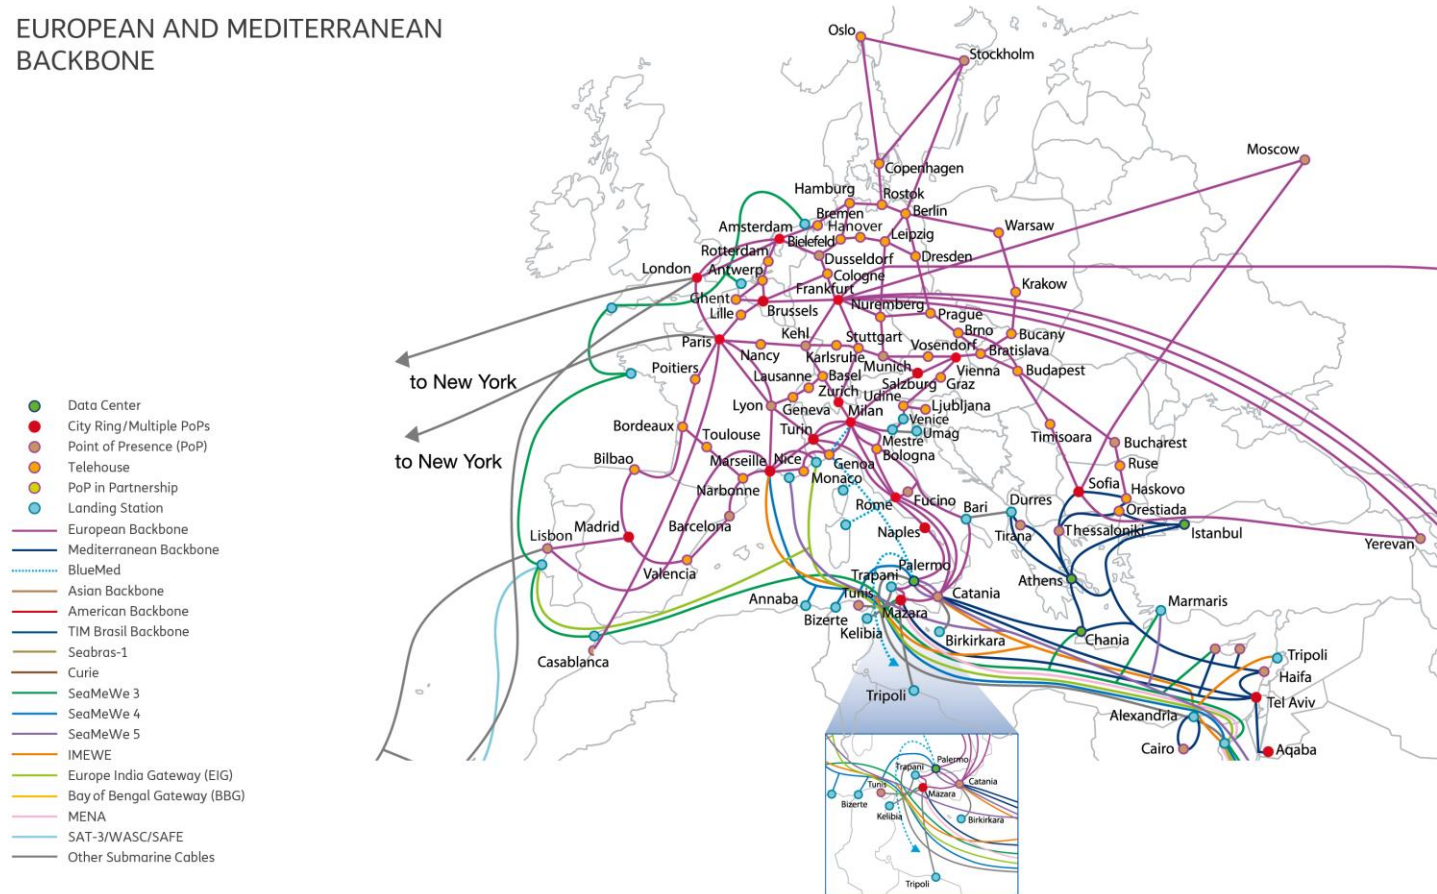 EUROPEAN AND MEDITERRANEAN
BACKBONE
Oslo
Stockholm
Moscow
Copenhagen
Hamburg
Rostok
Bremen
Berlin
Amsterdam
Hanover
Bielefeld
Leipzig
Warsaw
Rotterdam
Dusseldorf
Dresden
London
Antwerp
Cologne
Frankfurt
Krakow
Ghent
Nuremberg
Lille
Brussels
Prague
Kehl
Stuttgart
Brno
Bucany
Paris
Nancy
Karlsruhe
Vosendorf
Bratislava
Munich
Vienna
Poitiers
Lausanne
Basel
Salzburg
Graz
Budapest
to New York
Zurich
Udine
Lyon
Geneva
Milan
Ljubljana
Venice
Bordeaux
Turin
Umag
Toulouse
Mestre
Timisoara
Bucharest
to New York
Bilbao
Marseille
Nice
Genoa
Bologna
Ruse
Narbonne
Monaco
Sofia
Haskovo
Rome
Fucino
Bari
Durres
Orestiada
Madrid
Barcelona
Lisbon
Naples
Tirana
Thessaloniki
Istanbul
Yerevan
Valencia
Palermo
Trapani
Athens
Annaba
Tunis
Catania
Marmaris
Bizerte
Mazara
Kelibia
Birkirkara
Chania
Casablanca
Tripoli
Haifa
Tripoli
Tel Aviv
Alexandria
Cairo
Aqaba
Data Center
City Ring/Multiple PoPs
Point of Presence (PoP)
Telehouse
PoP in Partnership
Landing Station
European Backbone
Mediterranean Backbone
BlueMed
Asian Backbone
American Backbone
TIM Brasil Backbone
Seabras-1
Curie
SeaMeWe 3
SeaMeWe 4
SeaMeWe 5
IMEWE
Europe India Gateway (EIG)
Bay of Bengal Gateway (BBG)
MENA
SAT-3/WASC/SAFE
Other Submarine Cables
Palermo
Trapani
Catania
Tunis
Mazara
Bizerte
Kelibia
Birkirkara
Tripoli